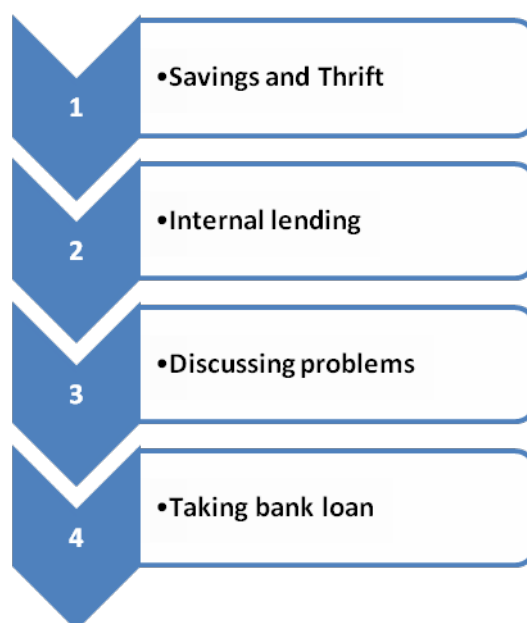 1
•Savings and Thrift
2
•Internal lending
3
•Discussing problems
4
•Taking bank loan